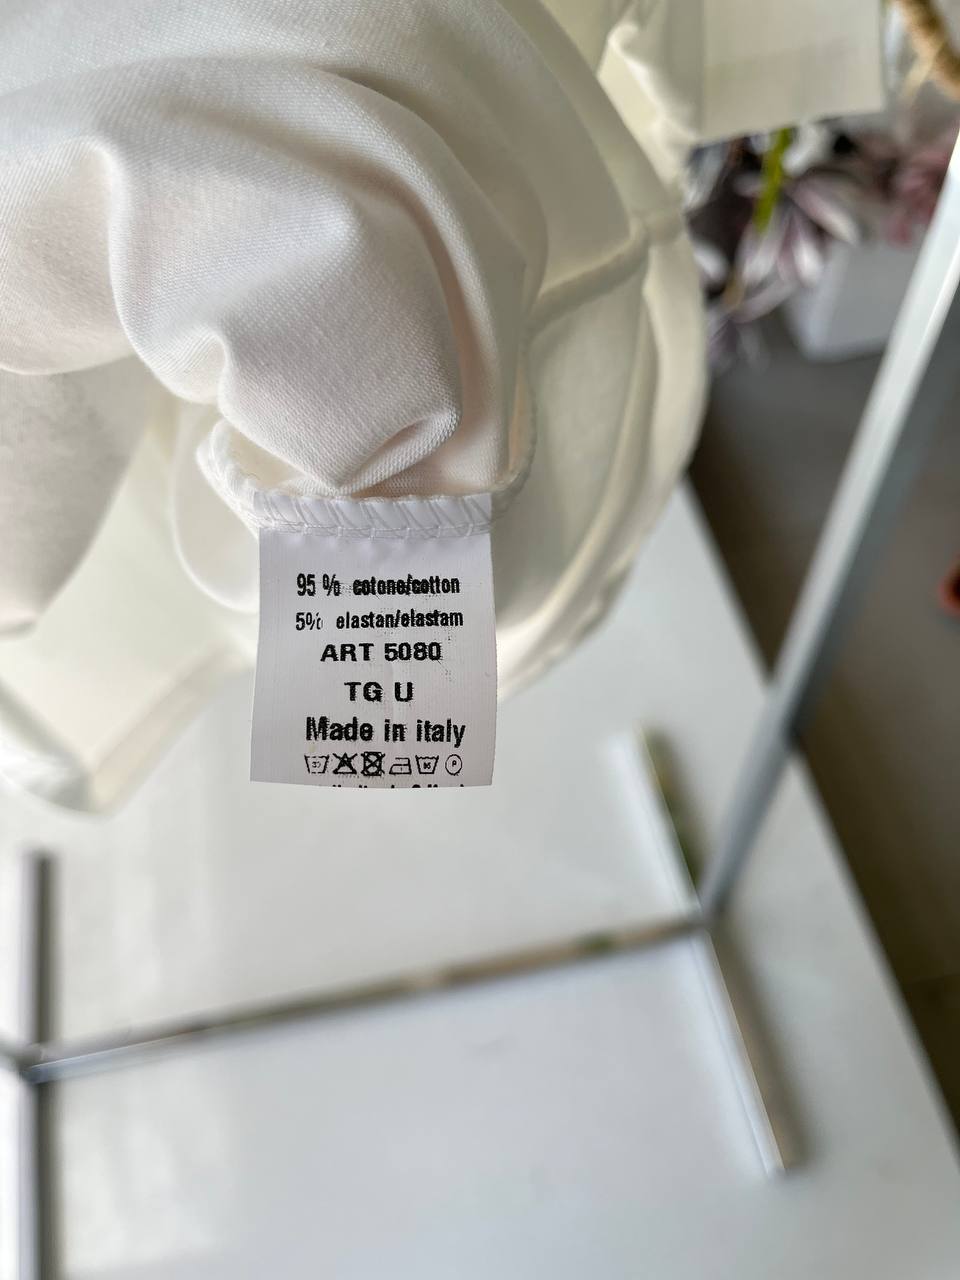 95 % cotone/cotton
5% elastan/elastam
ART 5080
TG U
Made in italy